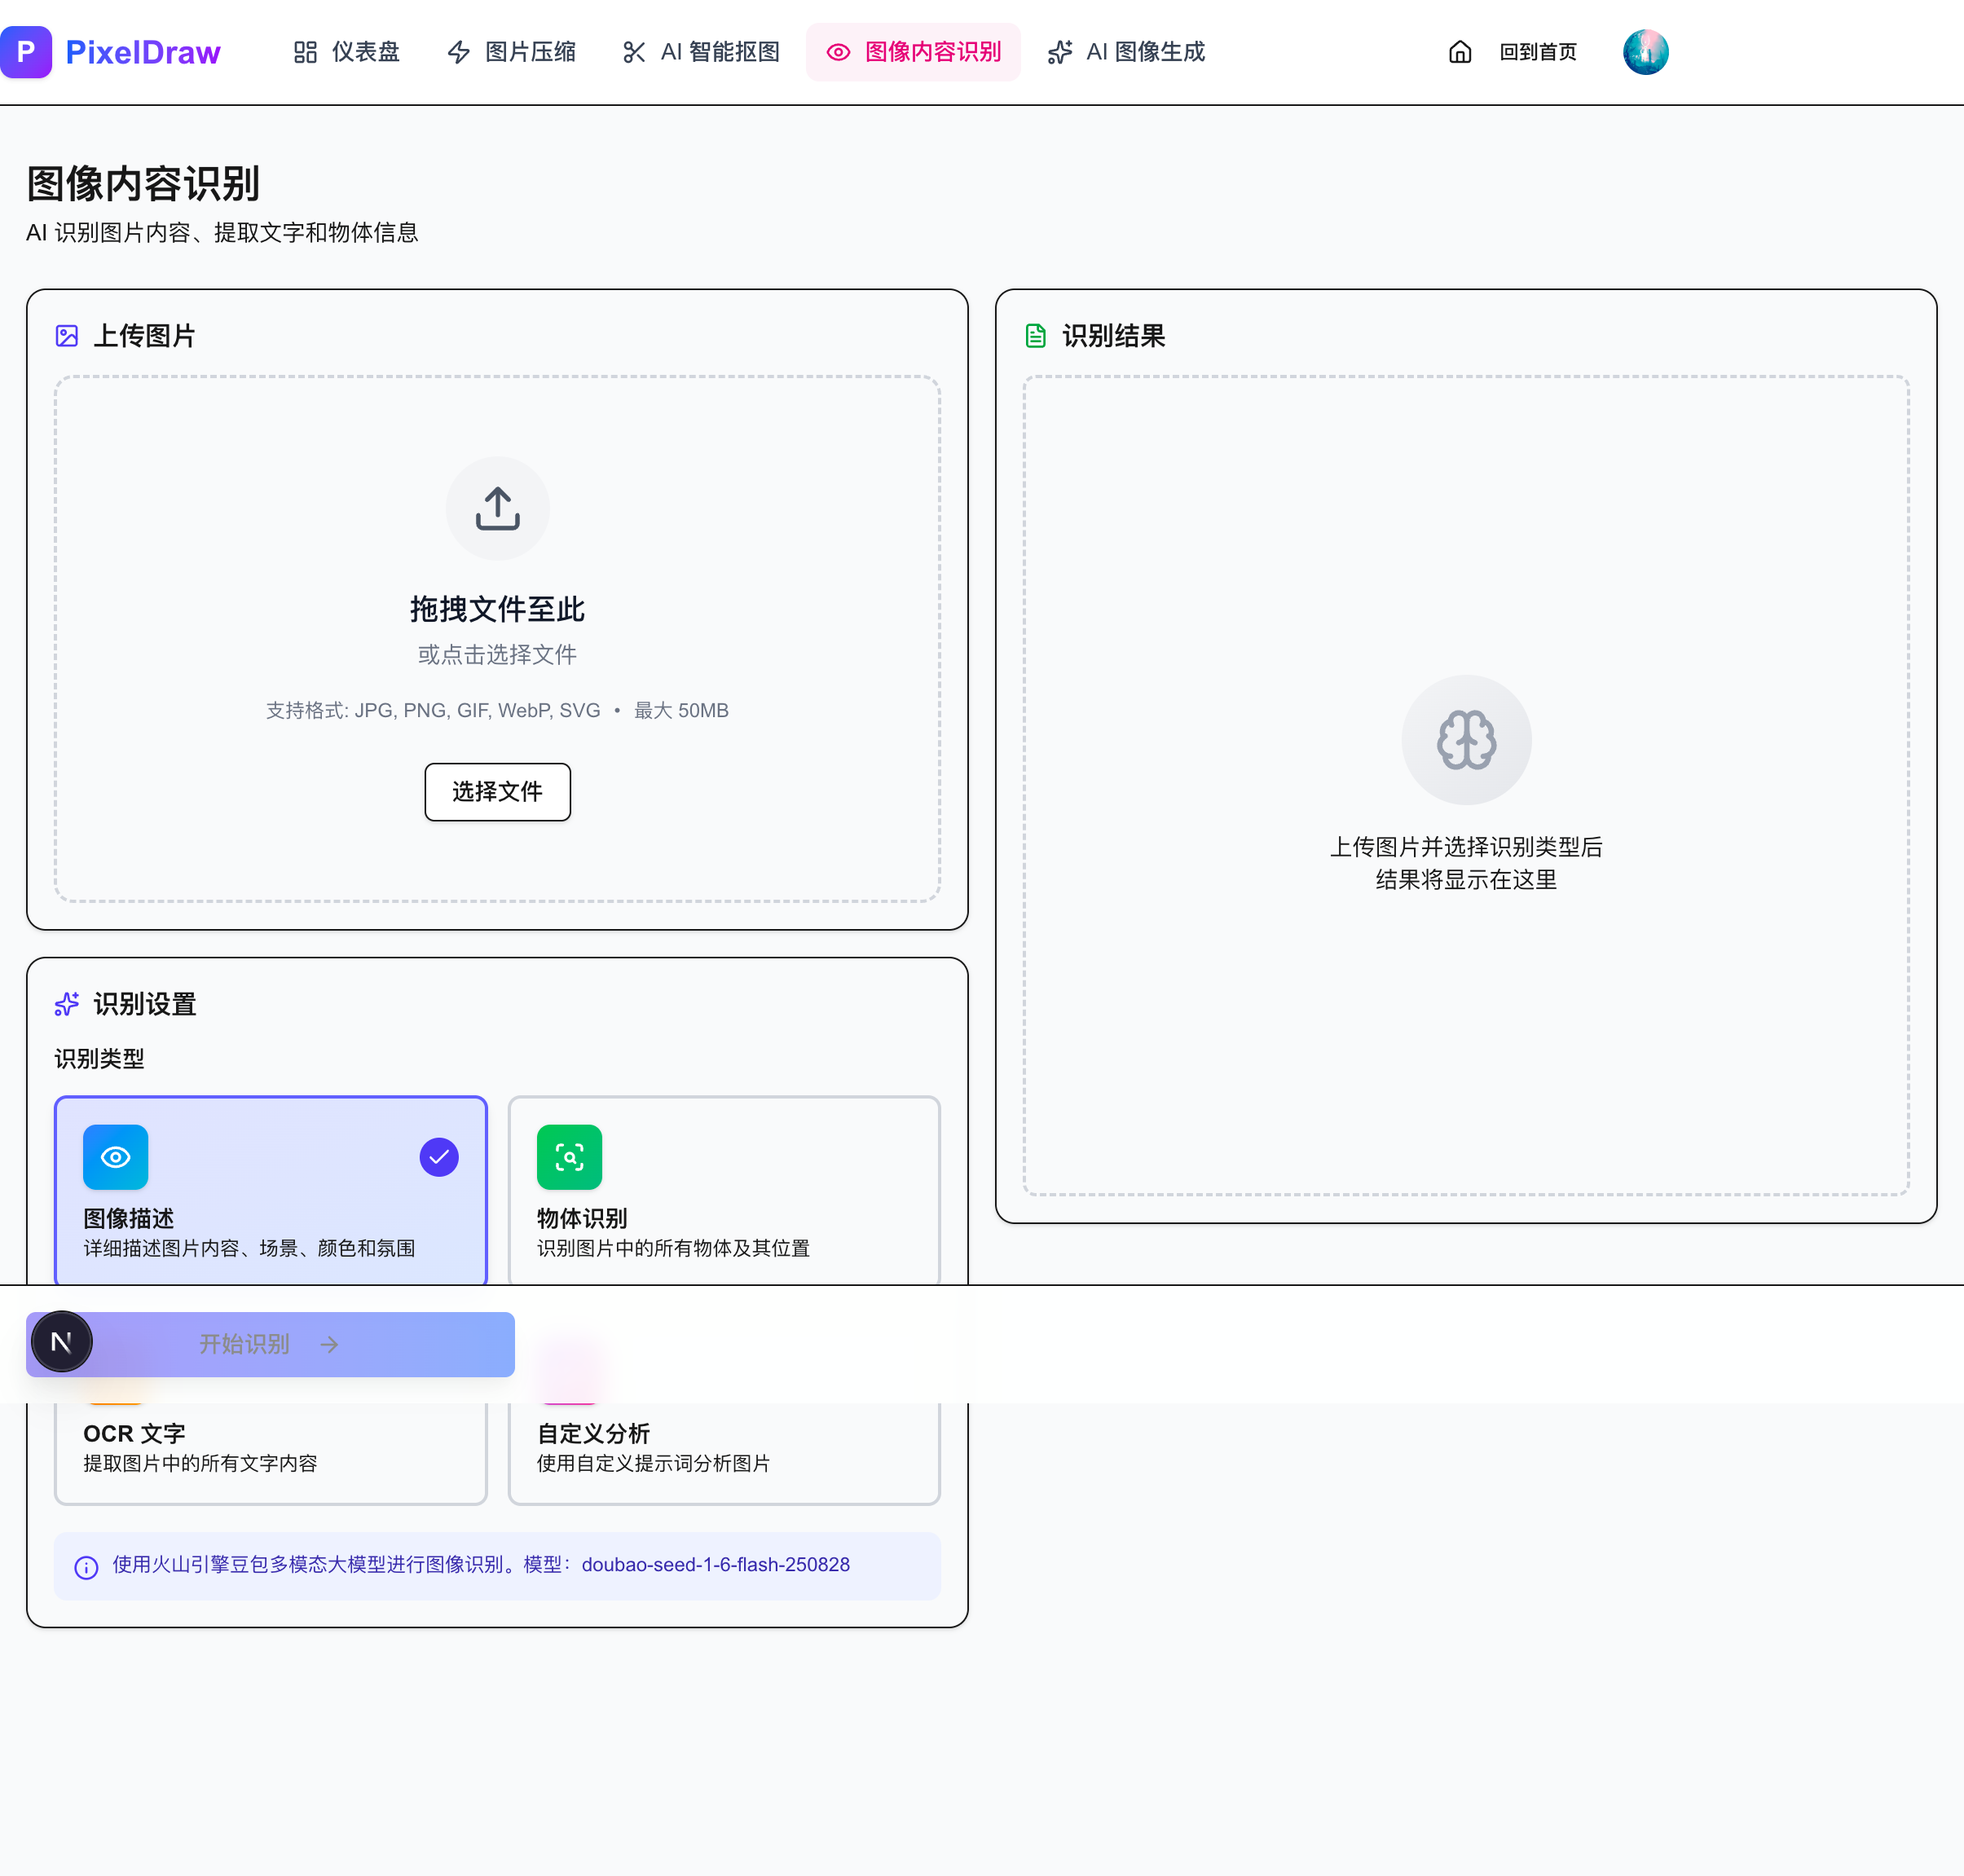 P PixelDraw 仪表盘 图片压缩 AI 智能抠图 图像内容识别 AI 图像生成 回到首页
图像内容识别
AI 识别图片内容、提取文字和物体信息
上传图片
拖拽文件至此
或点击选择文件
支持格式: JPG, PNG, GIF, WebP, SVG • 最大 50MB
选择文件
识别结果
上传图片并选择识别类型后
结果将显示在这里
识别设置
识别类型
图像描述
详细描述图片内容、场景、颜色和氛围
物体识别
识别图片中的所有物体及其位置
N 开始识别
OCR 文字
提取图片中的所有文字内容
自定义分析
使用自定义提示词分析图片
使用火山引擎豆包多模态大模型进行图像识别。模型：doubao-seed-1-6-flash-250828